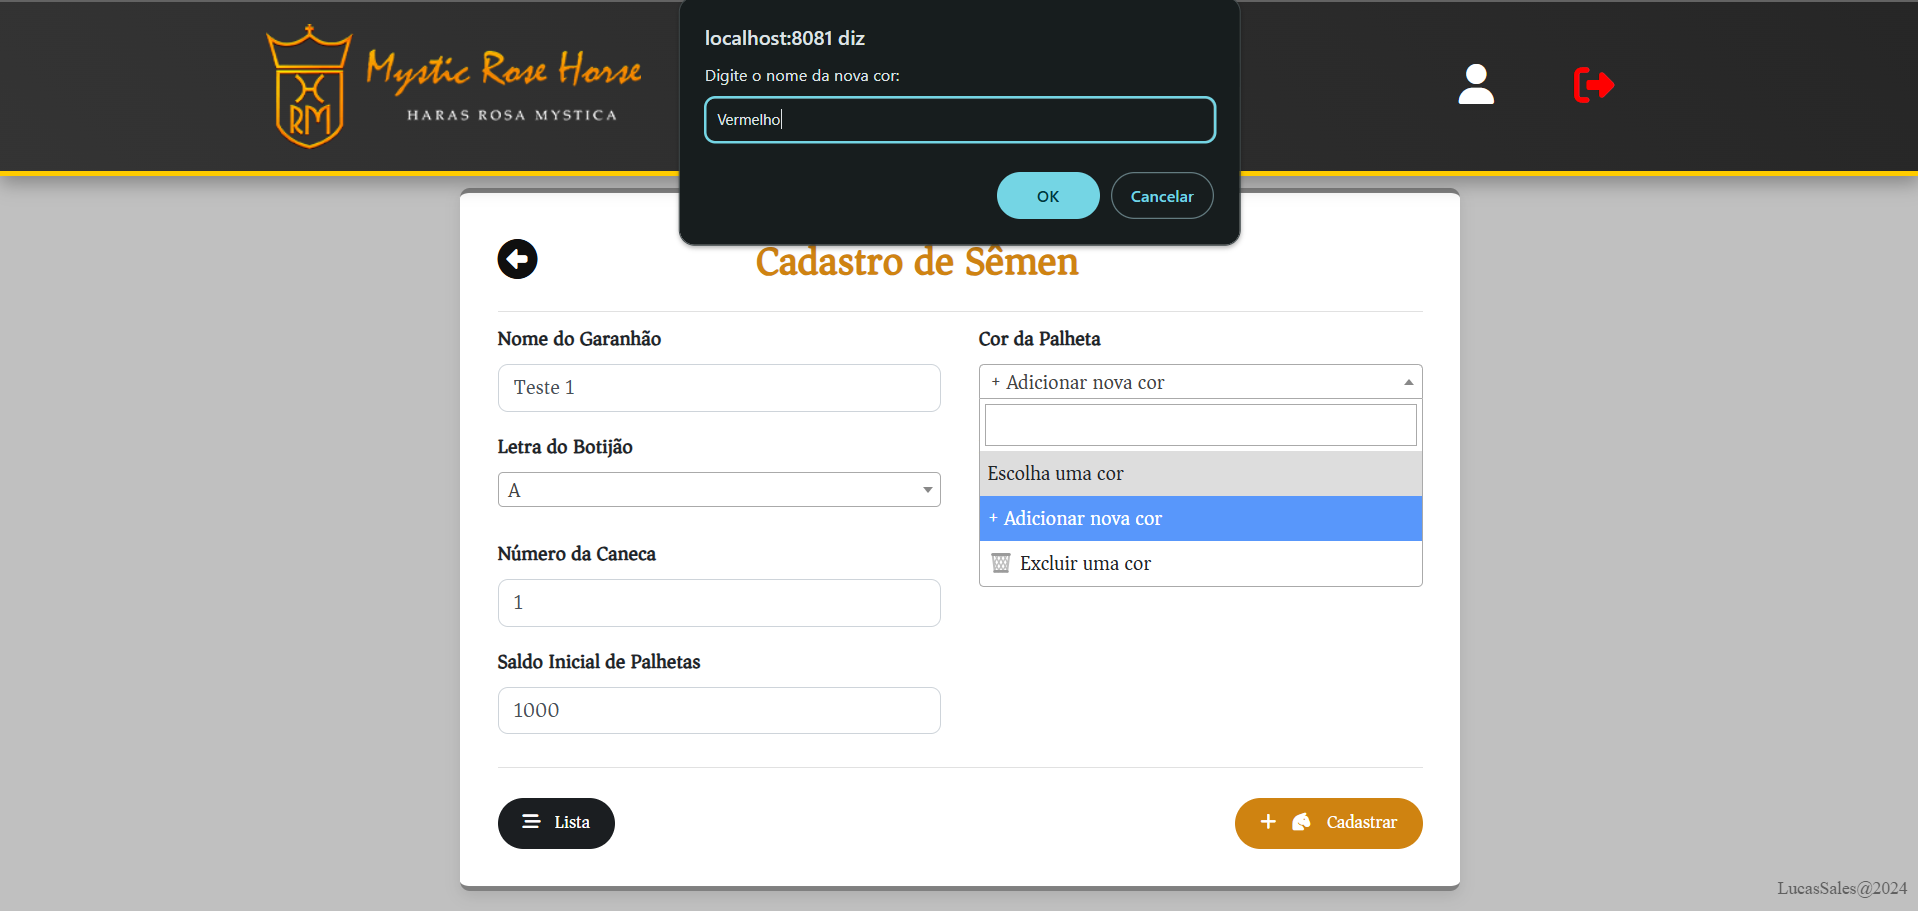 Mystic Rose Horse
HARAS ROSA MYSTICA
RM
localhost:8081 diz
Digite o nome da nova cor:
Vermelho
OK
Cancelar
Cadastro de Sêmen
Nome do Garanhão
Teste 1
Letra do Botijão
A
Número da Caneca
1
Saldo Inicial de Palhetas
1000
Cor da Palheta
+ Adicionar nova cor
Escolha uma cor
+ Adicionar nova cor
Excluir uma cor
Lista
+ Cadastrar
LucasSales@2024